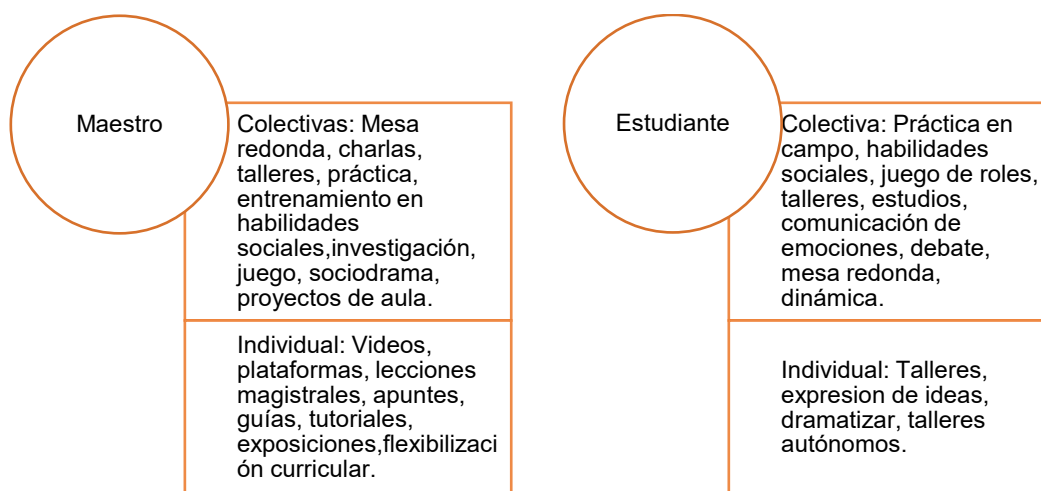 Maestro
Colectivas: Mesa
redonda, charlas,
talleres, práctica,
entrenamiento en
habilidades
sociales,investigación,
juego, sociodrama,
proyectos de aula.
Individual: Videos,
plataformas, lecciones
magistrales, apuntes,
guías, tutoriales,
exposiciones,flexibilizaci
ón curricular.
Estudiante
Colectiva: Práctica en
campo, habilidades
sociales, juego de roles,
talleres, estudios,
comunicación de
emociones, debate,
mesa redonda,
dinámica.
Individual: Talleres,
expresion de ideas,
dramatizar, talleres
autónomos.